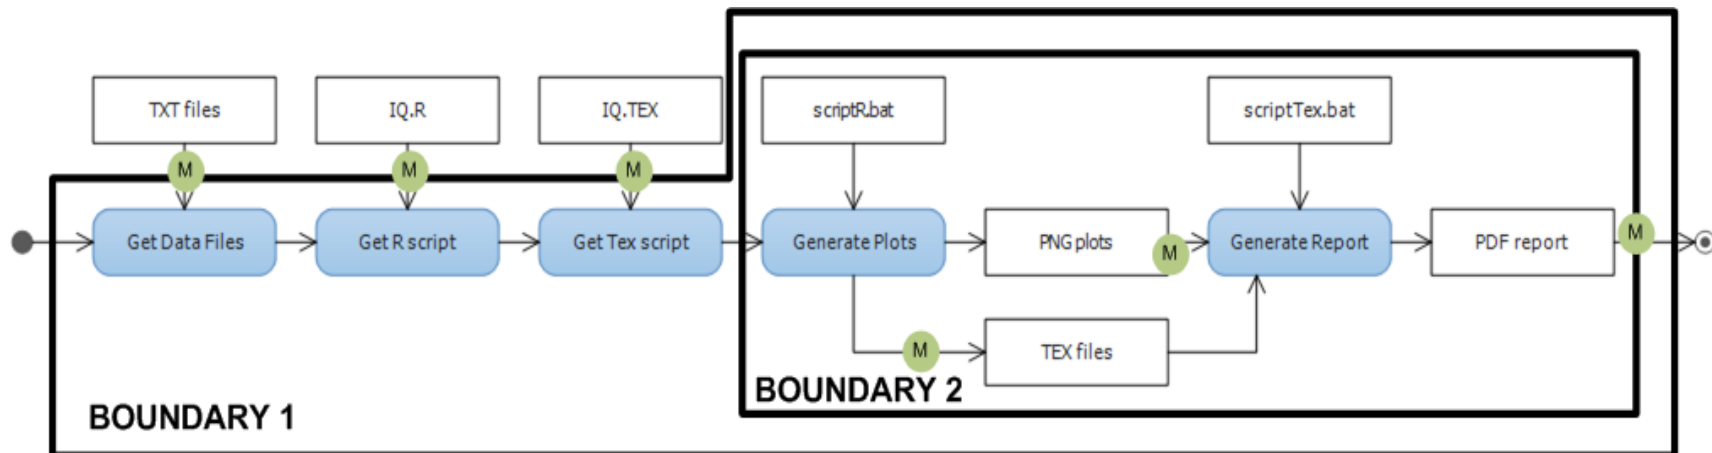 TXT files
IQ.R
IQ.TEX
scriptR.bat
scriptTex.bat
M
M
M
Get Data Files
Get R script
Get Tex script
Generate Plots
PNG plots
M
Generate Report
PDF report
M
M
TEX files
BOUNDARY 2
BOUNDARY 1